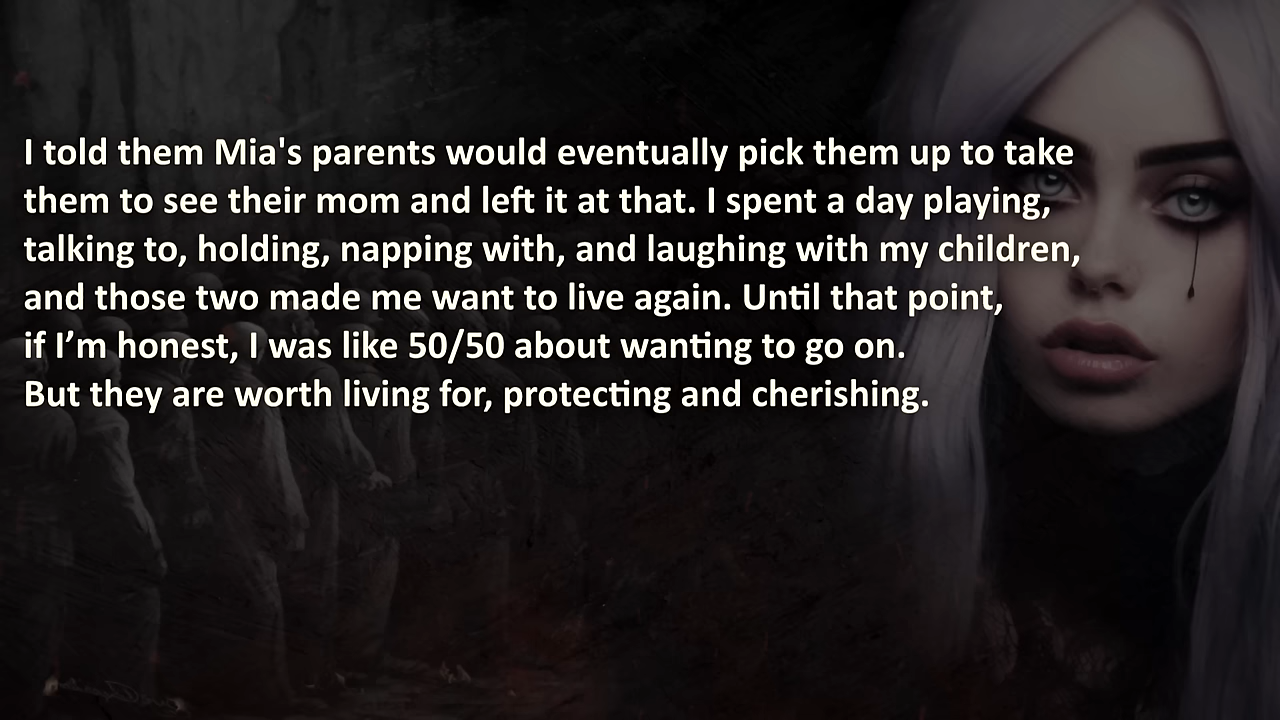 I told them Mia's parents would eventually pick them up to take
them to see their mom and left it at that. I spent a day playing,
talking to, holding, napping with, and laughing with my children,
and those two made me want to live again. Until that point,
if I’m honest, I was like 50/50 about wanting to go on.
But they are worth living for, protecting and cherishing.